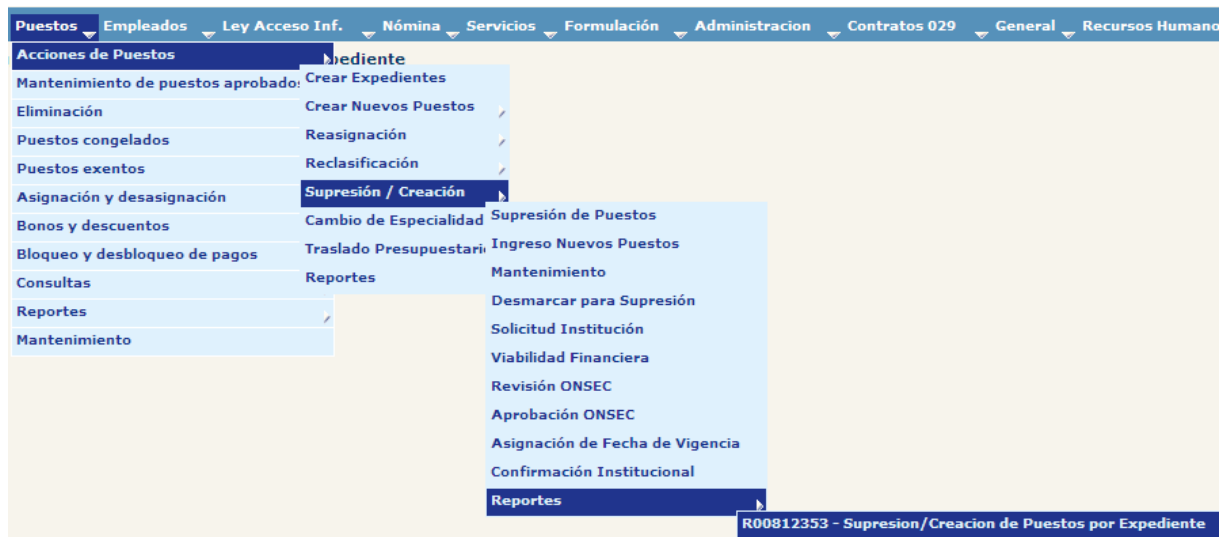 Puestos Empleados Ley Acceso Inf. Nómina Servicios Formulación Administracion Contratos 029 General Recursos Humano
Acciones de Puestos
Mantenimiento de puestos aprobados
Eliminación
Puestos congelados
Puestos exentos
Asignación y desasignación
Bonos y descuentos
Bloqueo y desbloqueo de pagos
Consultas
Reportes
Mantenimiento
pediente
Crear Expedientes
Crear Nuevos Puestos
Reasignación
Reclasificación
Supresión / Creación
Cambio de Especialidad
Traslado Presupuestari
Reportes
Supresión de Puestos
Ingreso Nuevos Puestos
Mantenimiento
Desmarcar para Supresión
Solicitud Institución
Viabilidad Financiera
Revisión ONSEC
Aprobación ONSEC
Asignación de Fecha de Vigencia
Confirmación Institucional
Reportes
R00812353 - Supresion/Creacion de Puestos por Expediente